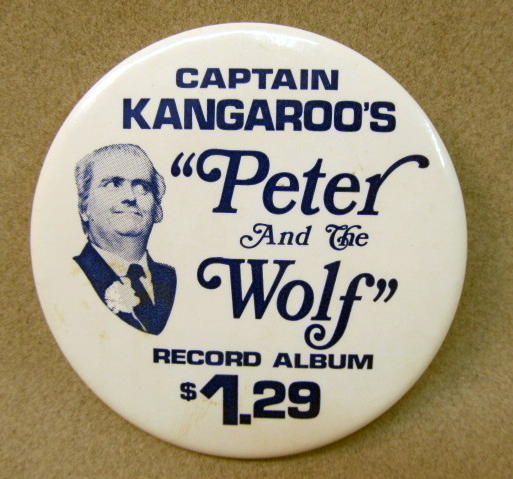 CAPTAIN
KANGAROO'S
“Peter
And The
Wolf”
RECORD ALBUM
$1.29